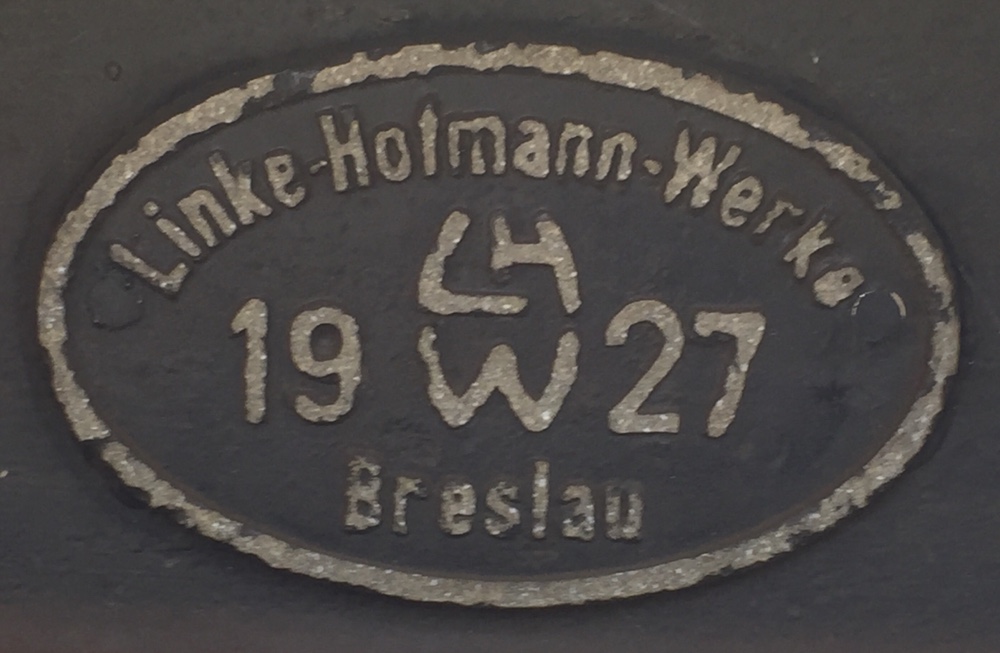 Linke-Hofmann-Werke
LH
19 W 27
Breslau